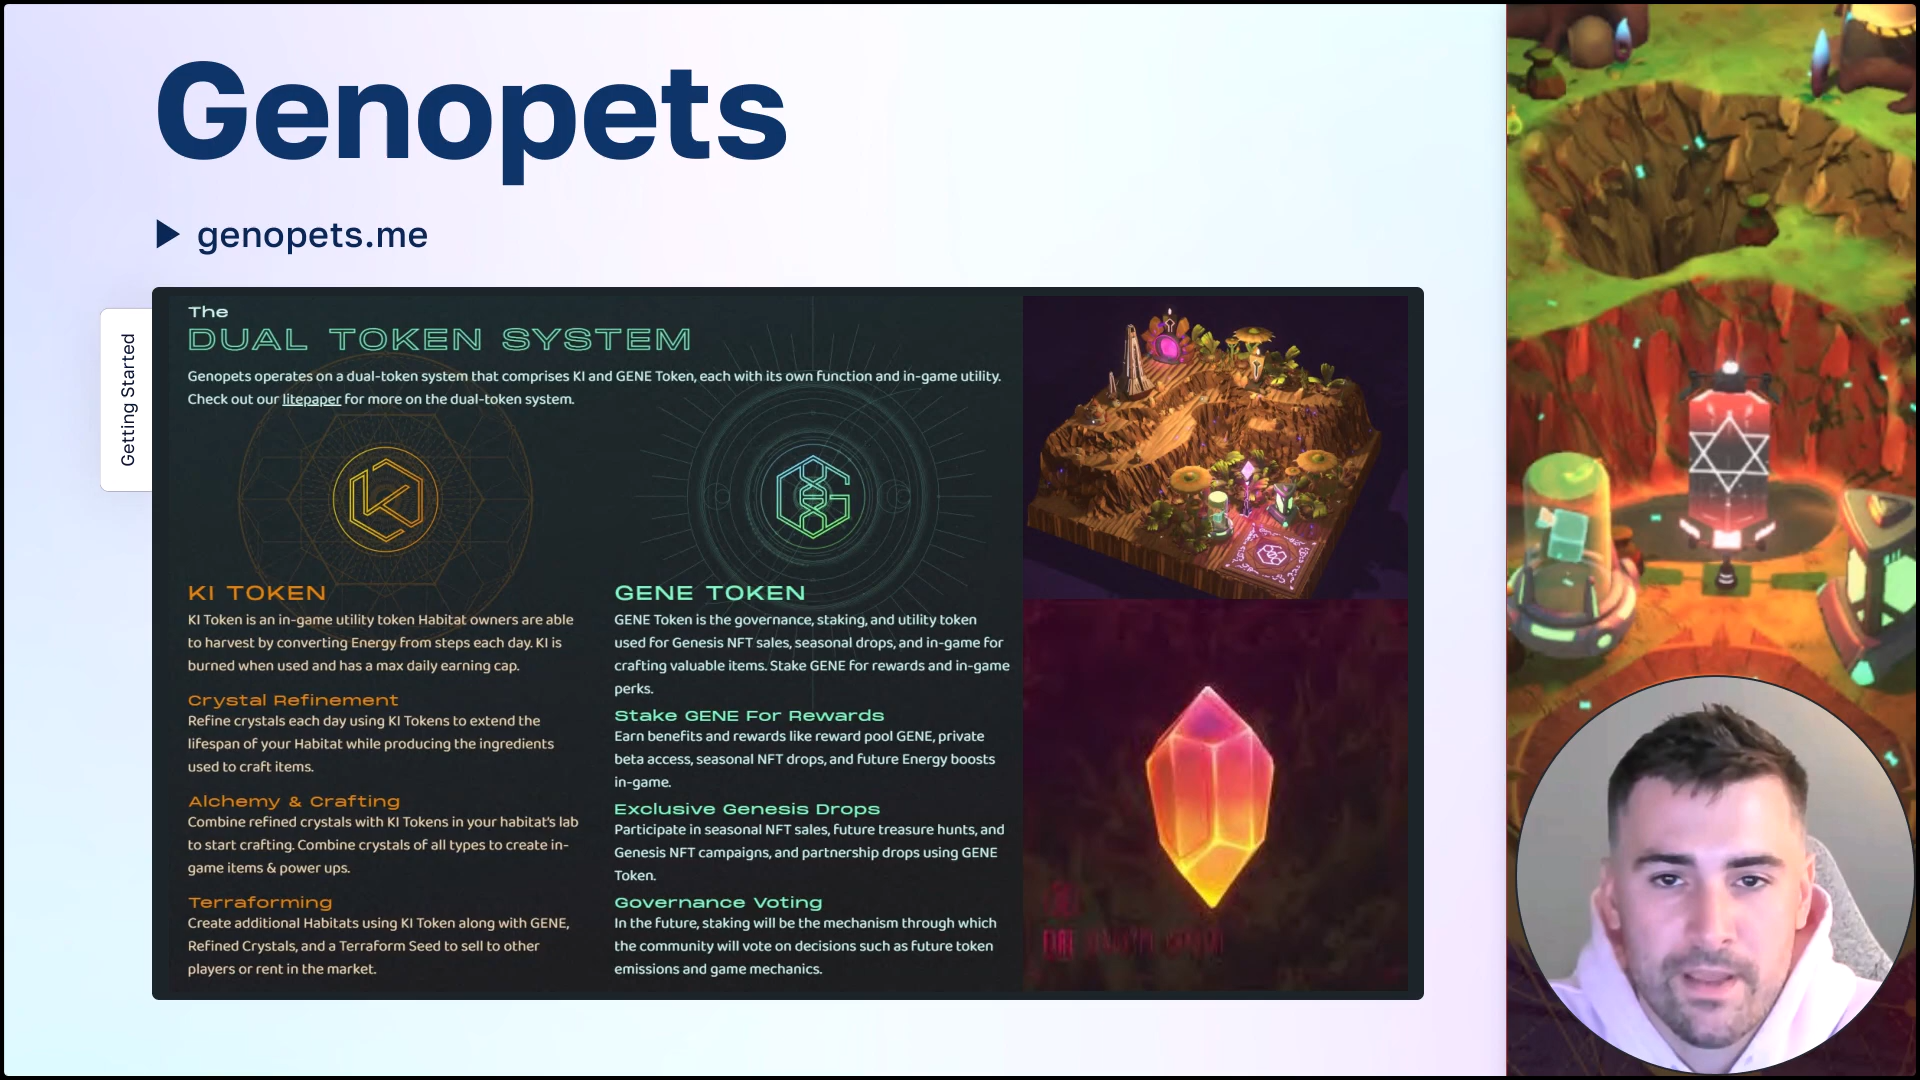 Genopets
genopets.me
Getting Started
The
DUAL TOKEN SYSTEM
Genopets operates on a dual-token system that comprises KI and GENE Token, each with its own function and in-game utility.
Check out our litepaper for more on the dual-token system.
KI TOKEN
KI Token is an in-game utility token Habitat owners are able
to harvest by converting Energy from steps each day. KI is
burned when used and has a max daily earning cap.
Crystal Refinement
Refine crystals each day using KI Tokens to extend the
lifespan of your Habitat while producing the ingredients
used to craft items.
Alchemy & Crafting
Combine refined crystals with KI Tokens in your habitat's lab
to start crafting. Combine crystals of all types to create in-
game items & power ups.
Terraforming
Create additional Habitats using KI Token along with GENE,
Refined Crystals, and a Terraform Seed to sell to other
players or rent in the market.
GENE TOKEN
GENE Token is the governance, staking, and utility token
used for Genesis NFT sales, seasonal drops, and in-game for
crafting valuable items. Stake GENE for rewards and in-game
perks.
Stake GENE For Rewards
Earn benefits and rewards like reward pool GENE, private
beta access, seasonal NFT drops, and future Energy boosts
in-game.
Exclusive Genesis Drops
Participate in seasonal NFT sales, future treasure hunts, and
Genesis NFT campaigns, and partnership drops using GENE
Token.
Governance Voting
In the future, staking will be the mechanism through which
the community will vote on decisions such as future token
emissions and game mechanics.